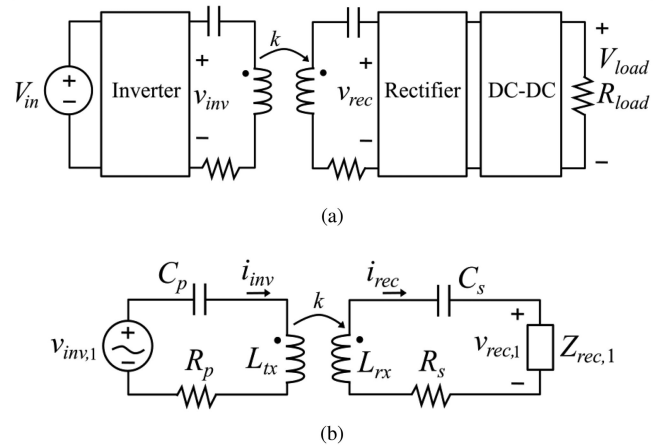 k
+ + +
V_in + − Inverter v_inv v_rec Rectifier DC-DC V_load R_load
− − −
(a)
C_p i_inv k i_rec C_s
v_inv,1 + − R_p L_tx L_rx R_s + v_rec,1 − Z_rec,1
(b)